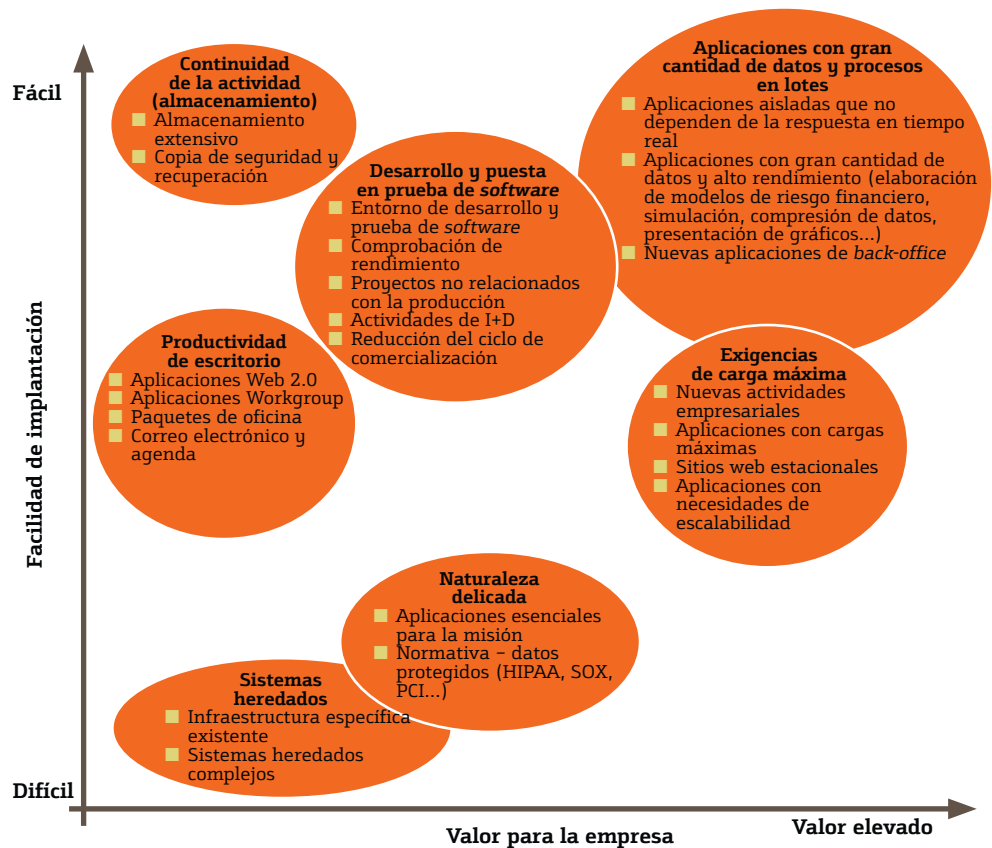 Fácil
Facilidad de implantación
Difícil
Continuidad
de la actividad
(almacenamiento)
Almacenamiento
extensivo
Copia de seguridad y
recuperación
Desarrollo y puesta
en prueba de software
Entorno de desarrollo y
prueba de software
Comprobación de
rendimiento
Proyectos no relacionados
con la producción
Actividades de I+D
Reducción del ciclo de
comercialización
Aplicaciones con gran
cantidad de datos y procesos
en lotes
Aplicaciones aisladas que no
dependen de la respuesta en tiempo
real
Aplicaciones con gran cantidad de
datos y alto rendimiento (elaboración
de modelos de riesgo financiero,
simulación, compresión de datos,
presentación de gráficos...)
Nuevas aplicaciones de back-office
Productividad
de escritorio
Aplicaciones Web 2.0
Aplicaciones Workgroup
Paquetes de oficina
Correo electrónico y
agenda
Exigencias
de carga máxima
Nuevas actividades
empresariales
Aplicaciones con cargas
máximas
Sitios web estacionales
Aplicaciones con
necesidades de
escalabilidad
Naturaleza
delicada
Aplicaciones esenciales
para la misión
Normativa – datos
protegidos (HIPAA, SOX,
PCI...)
Sistemas
heredados
Infraestructura específica
existente
Sistemas heredados
complejos
Valor para la empresa
Valor elevado